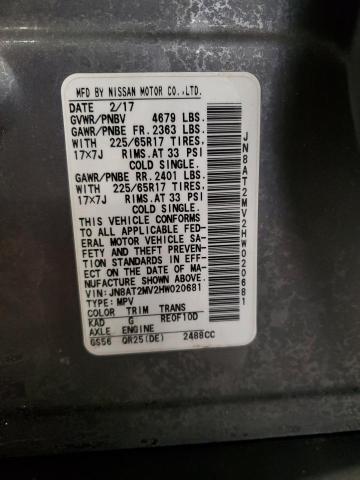 MFD BY NISSAN MOTOR CO.,LTD.
DATE 2/17
GVWR/PNBV 4679 LBS.
GAWR/PNBE FR. 2363 LBS.
WITH 225/65R17 TIRES,
17×7J RIMS.AT 33 PSI
COLD SINGLE.
GAWR/PNBE RR. 2401 LBS.
WITH 225/65R17 TIRES,
17×7J RIMS.AT 33 PSI
COLD SINGLE.
THIS VEHICLE CONFORMS
TO ALL APPLICABLE FED-
ERAL MOTOR VEHICLE SA-
FETY AND THEFT PREVEN-
TION STANDARDS IN EFF-
ECT ON THE DATE OF MA-
NUFACTURE SHOWN ABOVE.
VIN:JN8AT2MV2HW020681
TYPE: MPV
COLOR TRIM TRANS
KAD G RE0F10D
AXLE ENGINE
GS56 QR25(DE) 2488CC
JN8AT2MV2HW020681